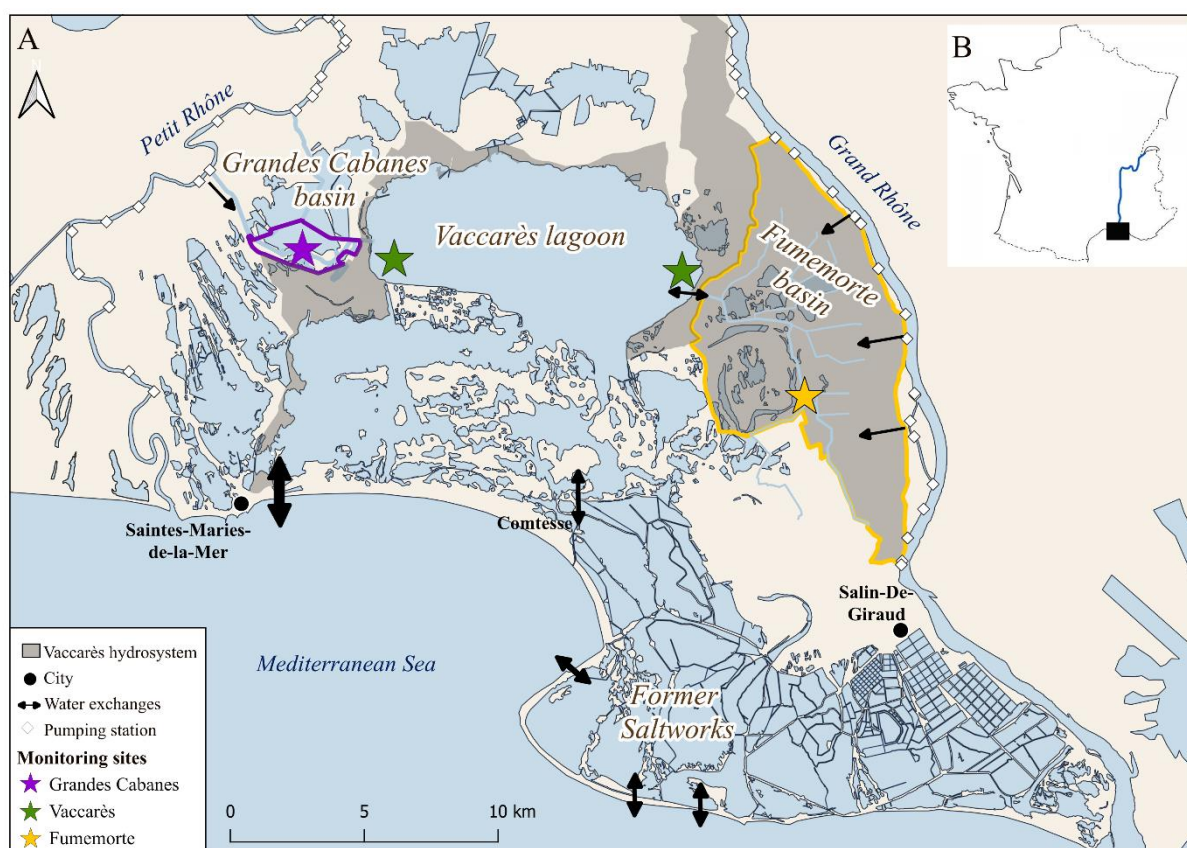 A
B
N
Petit Rhône
Grandes Cabanes
basin
Grand Rhône
Vaccarès lagoon
Fumemorte
basin
Saintes-Maries-
de-la-Mer
Comtesse
Salin-De-
Giraud
Mediterranean Sea
Former
Saltworks
Vaccarès hydrosystem
City
Water exchanges
Pumping station
Monitoring sites
Grandes Cabanes
Vaccarès
Fumemorte
0 5 10 km